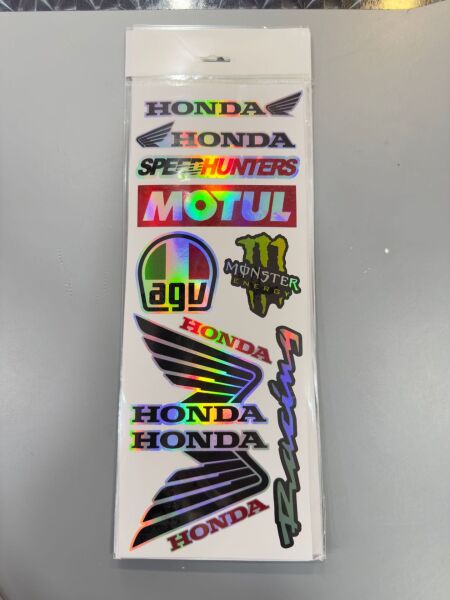 HONDA
HONDA
SPEEDHUNTERS
MOTUL
agv
MONSTER
ENERGY
HONDA
HONDA
HONDA
HONDA
Racing